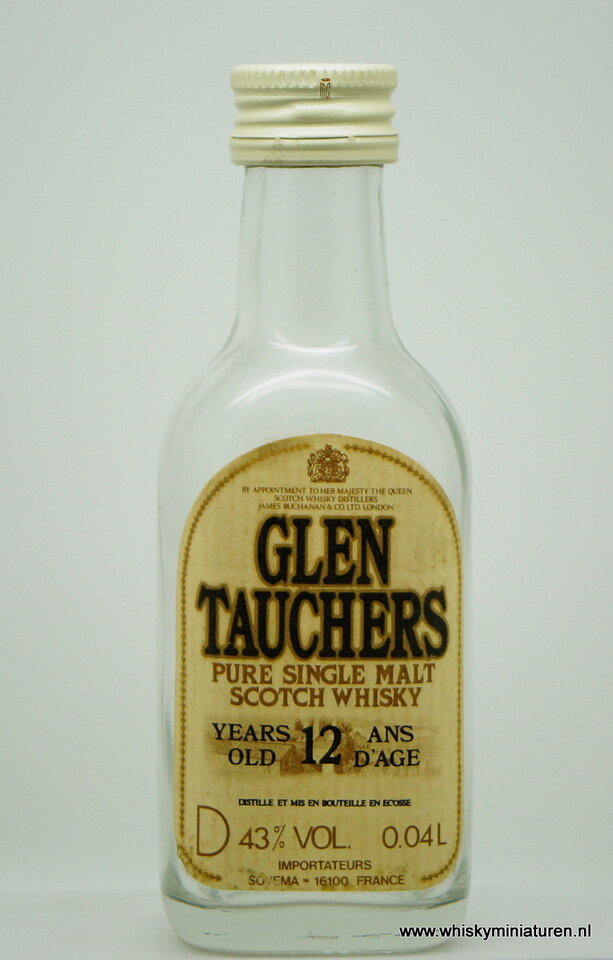 BY APPOINTMENT TO HER MAJESTY THE QUEEN
SCOTCH WHISKY DISTILLERS
JAMES BUCHANAN & CO. LTD. LONDON
GLEN
TAUCHERS
PURE SINGLE MALT
SCOTCH WHISKY
YEARS OLD 12 ANS D'AGE
DISTILLE ET MIS EN BOUTEILLE EN ECOSSE
D 43% VOL. 0.04L
IMPORTATEURS
SOVEMA = 16100 FRANCE
www.whiskyminiaturen.nl